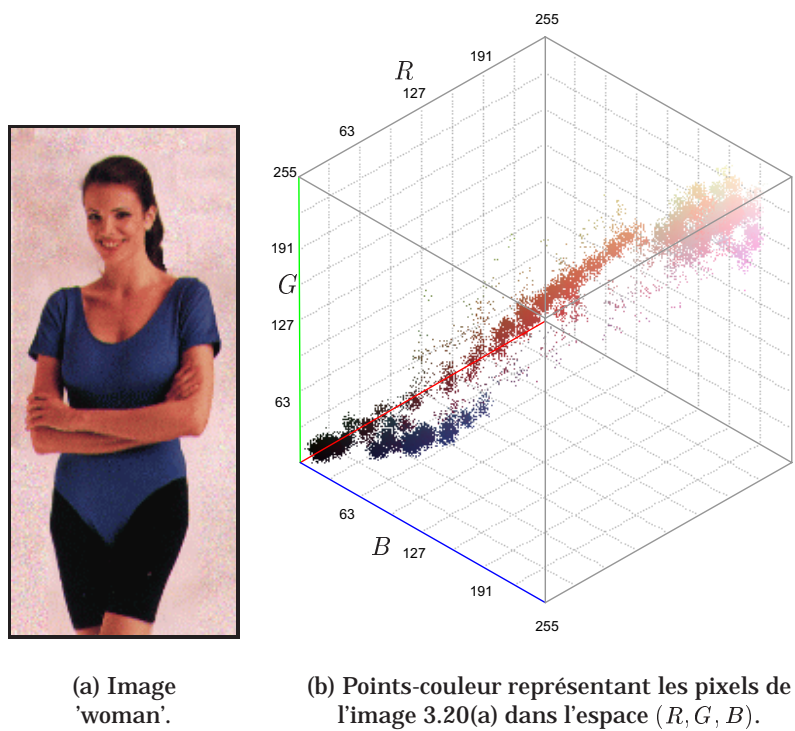 255
191
R
127
63
255
191
G
127
63
63
B
127
191
255
(a) Image
'woman'.
(b) Points-couleur représentant les pixels de
l'image 3.20(a) dans l'espace (R, G, B).